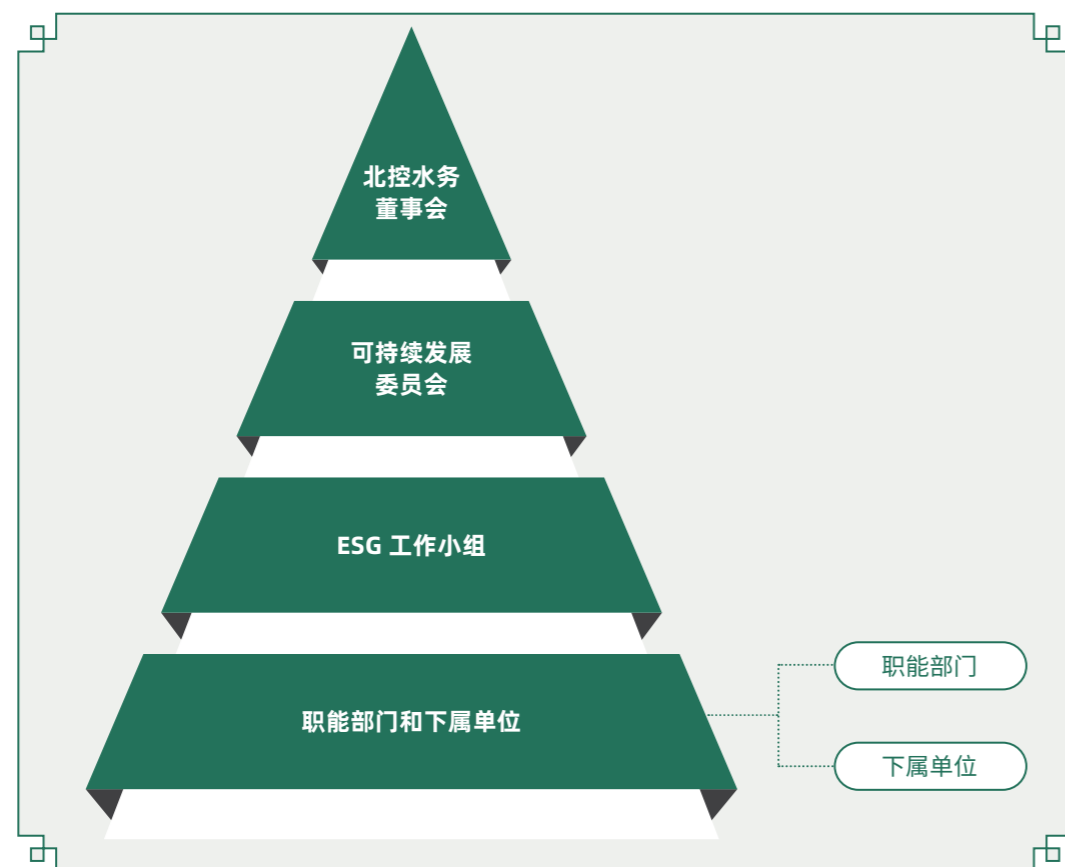 北控水务
董事会
可持续发展
委员会
ESG 工作小组
职能部门和下属单位
职能部门
下属单位